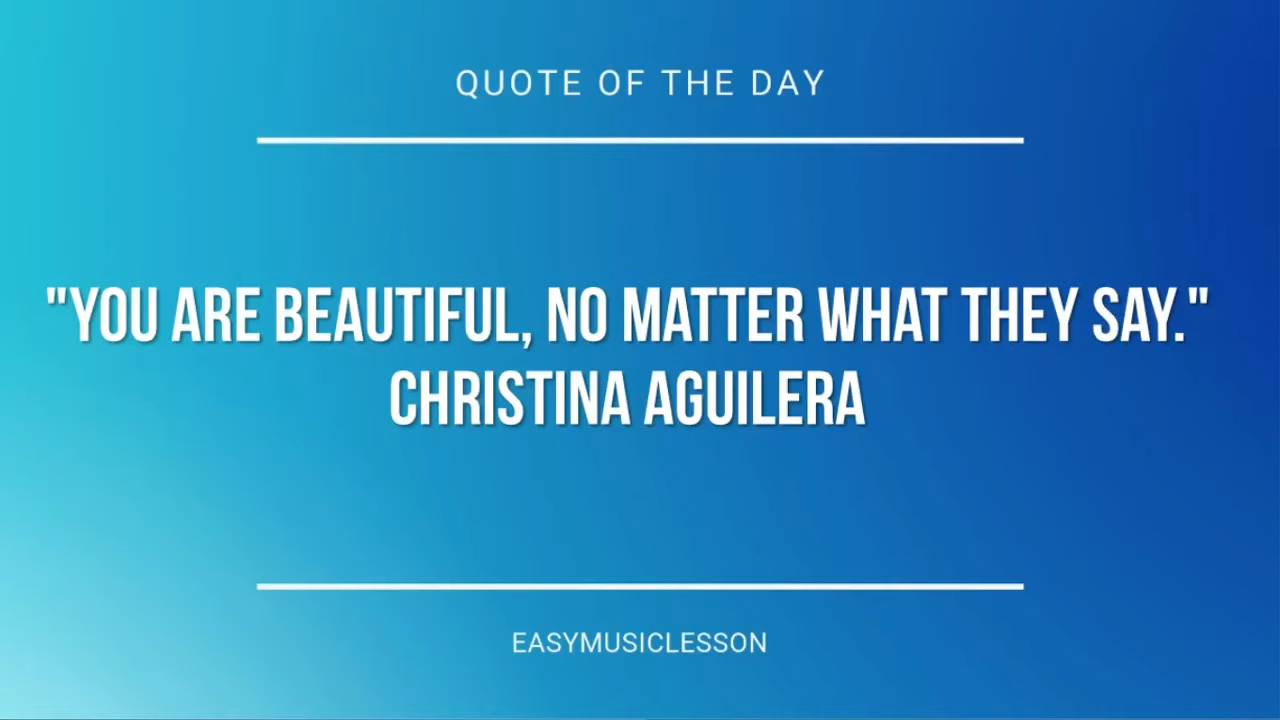 QUOTE OF THE DAY
"YOU ARE BEAUTIFUL, NO MATTER WHAT THEY SAY."
CHRISTINA AGUILERA
EASYMUSICLESSON